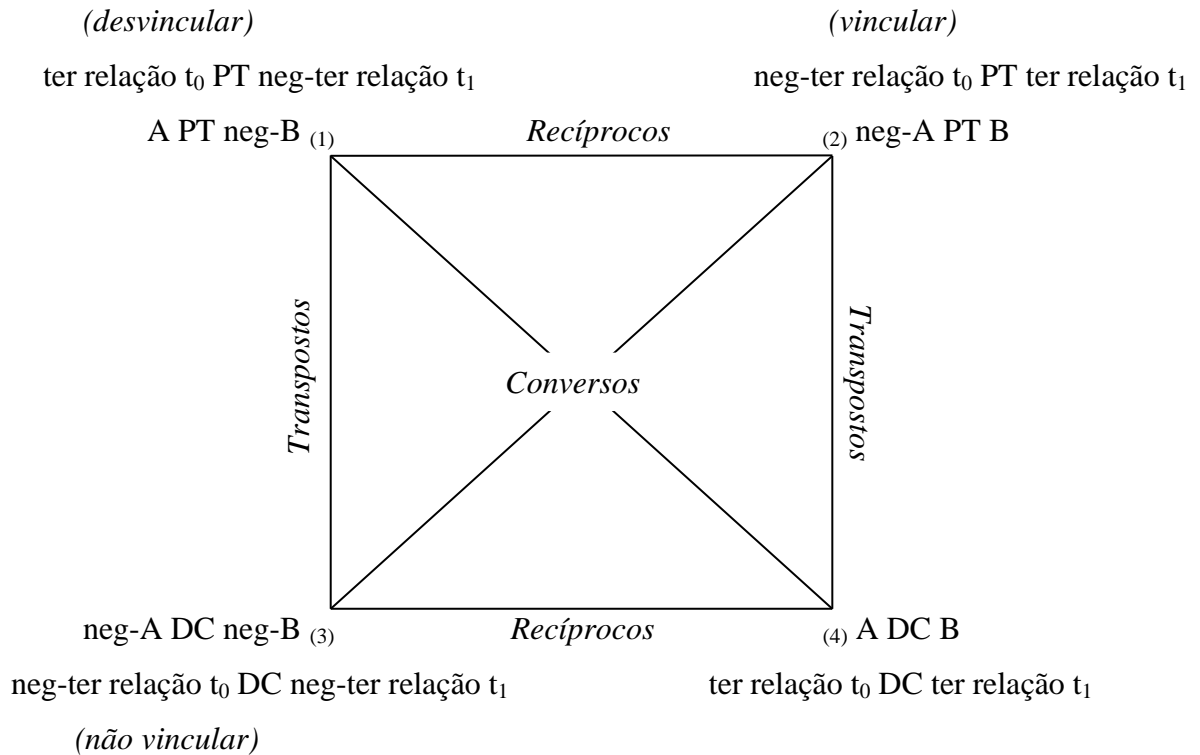 (desvincular)
(vincular)
ter relação t₀ PT neg-ter relação t₁
neg-ter relação t₀ PT ter relação t₁
A PT neg-B (1)
Recíprocos
(2) neg-A PT B
Transpostos
Conversos
Transpostos
neg-A DC neg-B (3)
Recíprocos
(4) A DC B
neg-ter relação t₀ DC neg-ter relação t₁
ter relação t₀ DC ter relação t₁
(não vincular)